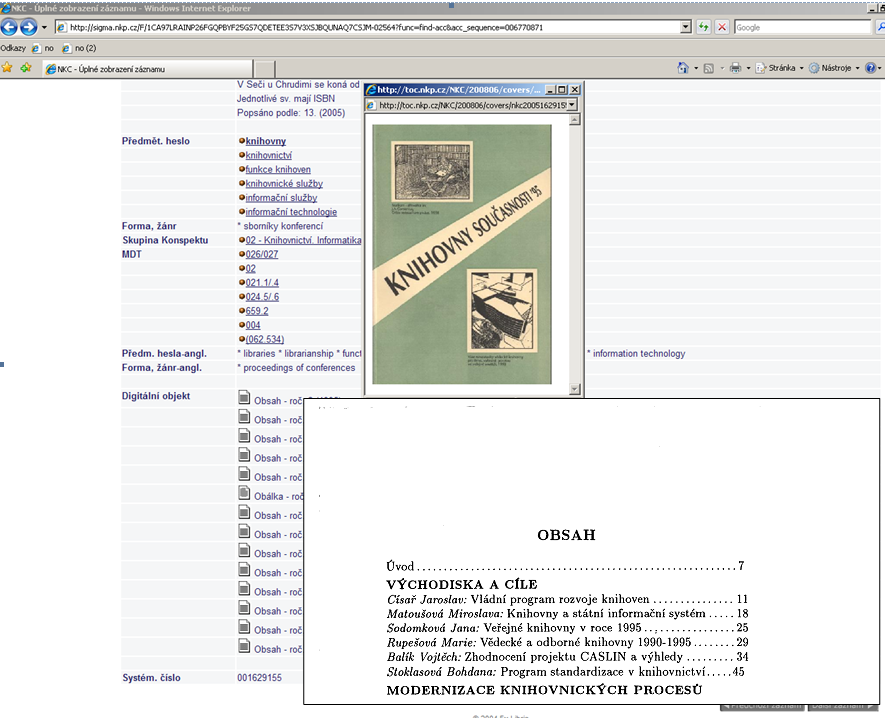 NKC - Úplné zobrazení záznamu - Windows Internet Explorer
http://sigma.nkp.cz/F/1CA97LRAINP26FGQPBYF25GS7QDETEE3S7V3XSJBQUNAQ7CSJM-02564?func=find-acc&acc_sequence=006770871
Google
Odkazy no no (2)
NKC - Úplné zobrazení záznamu
Stránka Nástroje
V Seči u Chrudimi se koná od
Jednotlivé sv. mají ISBN
Popsáno podle: 13. (2005)
Předmět. heslo knihovny
knihovnictví
funkce knihoven
knihovnické služby
informační služby
informační technologie
Forma, žánr * sborníky konferencí
Skupina Konspektu 02 - Knihovnictví. Informatika
MDT 026/027
02
021.1/.4
024.5/.6
659.2
004
(062.534)
Předm. hesla-angl. * libraries * librarianship * funct * information technology
Forma, žánr-angl. * proceedings of conferences
Digitální objekt Obsah - roč
Obsah - roč
Obsah - roč
Obsah - roč
Obsah - roč
Obálka - roč
Obsah - roč
Obsah - roč
Obsah - roč
Obsah - roč
Obsah - roč
Obsah - roč
Obsah - roč
Obsah - roč
Systém. číslo 001629155
http://toc.nkp.cz/NKC/200806/covers/...
http://toc.nkp.cz/NKC/200806/covers/nkc2005162915
KNIHOVNY SOUČASNOSTI '95
OBSAH
Úvod ........................................................... 7
VÝCHODISKA A CÍLE
Císař Jaroslav: Vládní program rozvoje knihoven ............... 11
Matoušová Miroslava: Knihovny a státní informační systém ..... 18
Sodomková Jana: Veřejné knihovny v roce 1995 ................. 25
Rupešová Marie: Vědecké a odborné knihovny 1990-1995 ........ 29
Balík Vojtěch: Zhodnocení projektu CASLIN a výhledy ......... 34
Stoklasová Bohdana: Program standardizace v knihovnictví ..... 45
MODERNIZACE KNIHOVNICKÝCH PROCESŮ
Předchozí záznam Další záznam